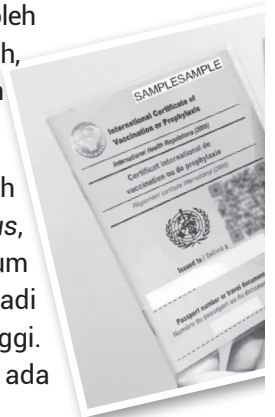 oleh
h,
h
us,
um
adi
ggi.
ada
SAMPLESAMPLE
International Certificate of
Vaccination or Prophylaxis
International Health Regulations (2005)
Certificat international de
vaccination ou de prophylaxie
Règlement sanitaire international (2005)
Issued to / Délivré à
Passport number or travel document
Numéro du passeport ou du document